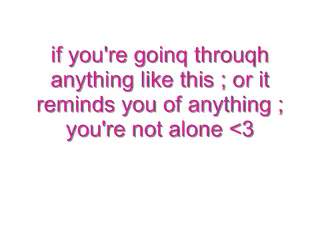 if you're goinq throuqh
anything like this ; or it
reminds you of anything ;
you're not alone <3